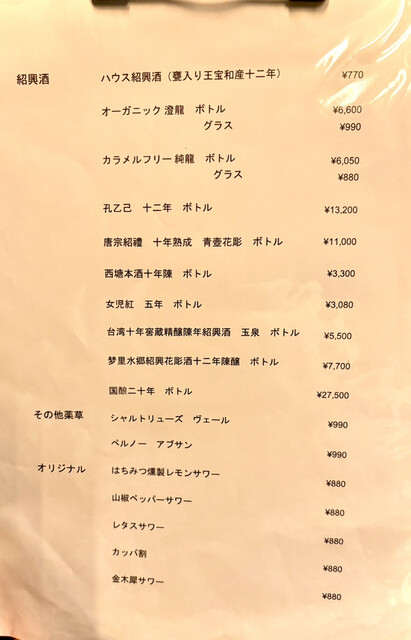 紹興酒 ハウス紹興酒（甕入り王宝和産十二年） ¥770
オーガニック 澄龍 ボトル ¥6,600
グラス ¥990
カラメルフリー 純龍 ボトル ¥6,050
グラス ¥880
孔乙己 十二年 ボトル ¥13,200
唐宗紹禮 十年熟成 青壺花彫 ボトル ¥11,000
西塘本酒十年陳 ボトル ¥3,300
女児紅 五年 ボトル ¥3,080
台湾十年窖蔵精醸陳年紹興酒 玉泉 ボトル ¥5,500
梦里水郷紹興花彫酒十二年陳醸 ボトル ¥7,700
国酿二十年 ボトル ¥27,500
その他薬草 シャルトリューズ ヴェール ¥990
ペルノー アブサン ¥990
オリジナル はちみつ燻製レモンサワー ¥880
山椒ペッパーサワー ¥880
レタスサワー ¥880
カッパ割 ¥880
金木犀サワー ¥880